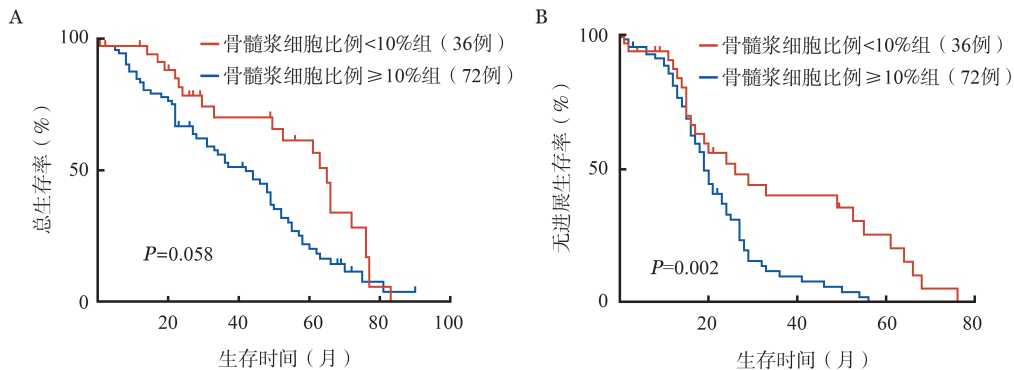 A
骨髓浆细胞比例<10%组（36例）
骨髓浆细胞比例≥10%组（72例）
100
50
0
总生存率（%）
P=0.058
20
40
60
80
100
生存时间（月）
B
骨髓浆细胞比例<10%组（36例）
骨髓浆细胞比例≥10%组（72例）
100
50
0
无进展生存率（%）
P=0.002
20
40
60
80
生存时间（月）